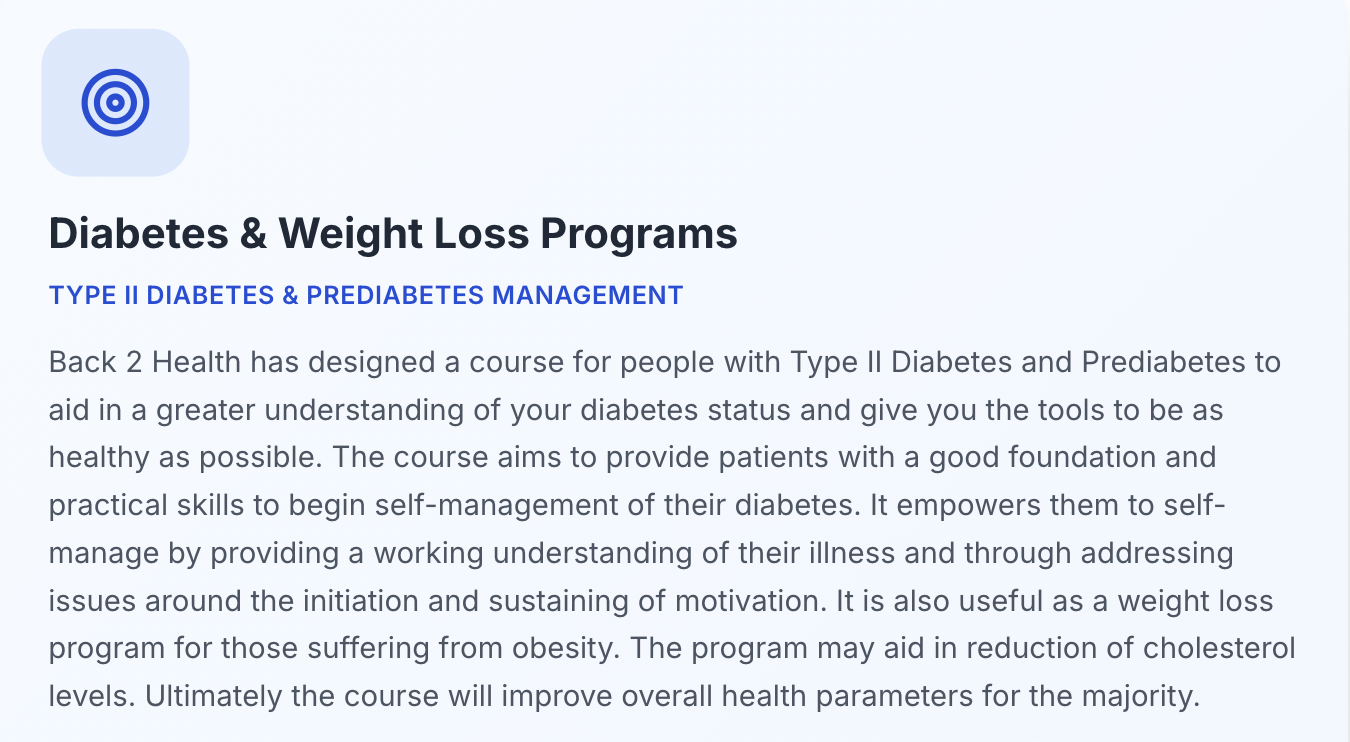 Diabetes & Weight Loss Programs
TYPE II DIABETES & PREDIABETES MANAGEMENT
Back 2 Health has designed a course for people with Type II Diabetes and Prediabetes to
aid in a greater understanding of your diabetes status and give you the tools to be as
healthy as possible. The course aims to provide patients with a good foundation and
practical skills to begin self-management of their diabetes. It empowers them to self-
manage by providing a working understanding of their illness and through addressing
issues around the initiation and sustaining of motivation. It is also useful as a weight loss
program for those suffering from obesity. The program may aid in reduction of cholesterol
levels. Ultimately the course will improve overall health parameters for the majority.